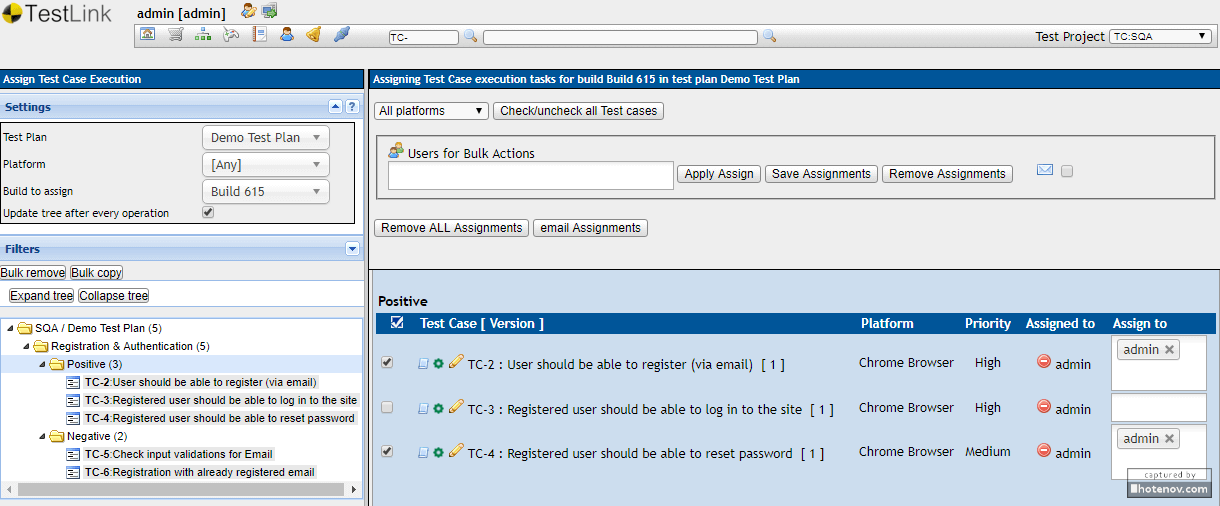 TestLink
admin [admin]
TC-
Test Project TC:SQA
Assign Test Case Execution
Settings
?
Test Plan Demo Test Plan
Platform [Any]
Build to assign Build 615
Update tree after every operation
Filters
Bulk remove Bulk copy
Expand tree Collapse tree
SQA / Demo Test Plan (5)
Registration & Authentication (5)
Positive (3)
TC-2:User should be able to register (via email)
TC-3:Registered user should be able to log in to the site
TC-4:Registered user should be able to reset password
Negative (2)
TC-5:Check input validations for Email
TC-6:Registration with already registered email
Assigning Test Case execution tasks for build Build 615 in test plan Demo Test Plan
All platforms Check/uncheck all Test cases
Users for Bulk Actions
Apply Assign Save Assignments Remove Assignments
Remove ALL Assignments email Assignments
Positive
Test Case [ Version ] Platform Priority Assigned to Assign to
TC-2 : User should be able to register (via email) [ 1 ] Chrome Browser High admin admin
TC-3 : Registered user should be able to log in to the site [ 1 ] Chrome Browser High admin
TC-4 : Registered user should be able to reset password [ 1 ] Chrome Browser Medium admin admin
captured by
hotenov.com